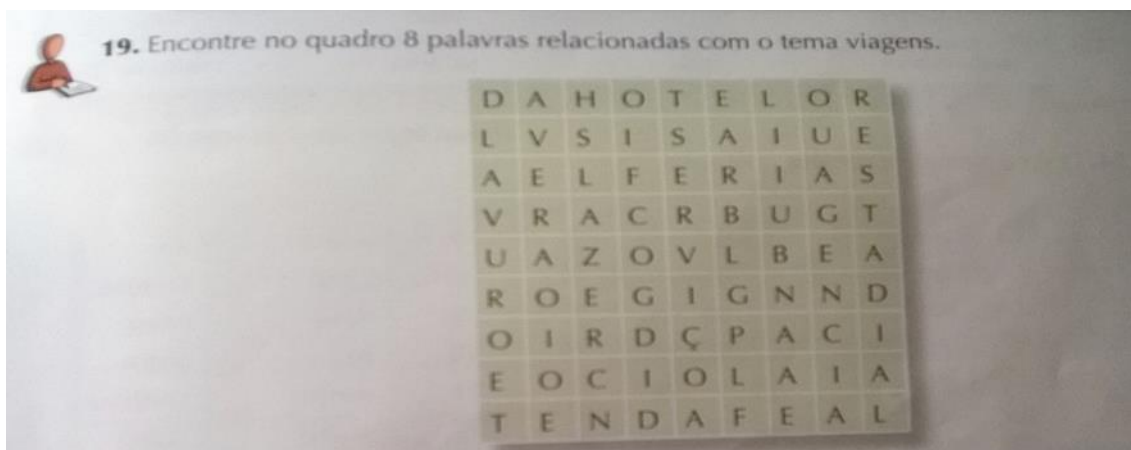 19. Encontre no quadro 8 palavras relacionadas com o tema viagens.
D A H O T E L O R
L V S I S A I U E
A E L F E R I A S
V R A C R B U G T
U A Z O V L B E A
R O E G I G N N D
O I R D Ç P A C I
E O C I O L A I A
T E N D A F E A L